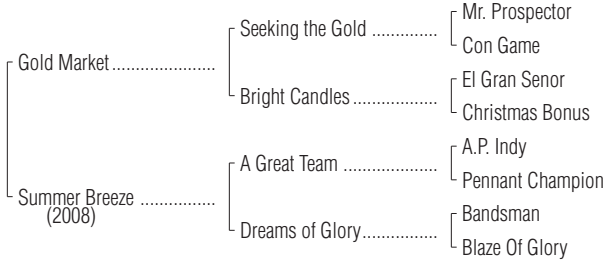 Mr. Prospector
Seeking the Gold ..............
Con Game
Gold Market......................
El Gran Senor
Bright Candles ..................
Christmas Bonus
A.P. Indy
A Great Team ....................
Pennant Champion
Summer Breeze ................
(2008)
Bandsman
Dreams of Glory................
Blaze Of Glory